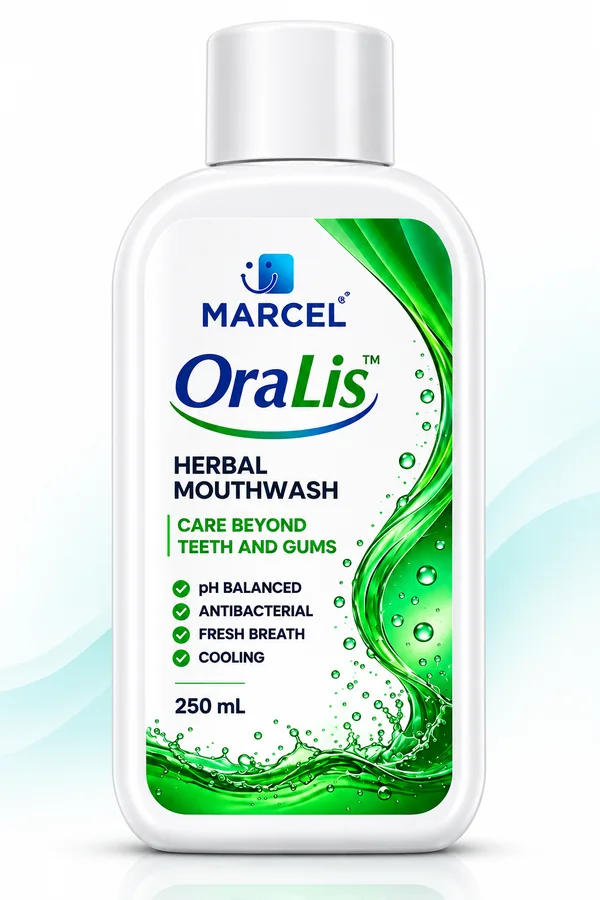 MARCEL®
OraLis™
HERBAL
MOUTHWASH
CARE BEYOND
TEETH AND GUMS
pH BALANCED
ANTIBACTERIAL
FRESH BREATH
COOLING
250 mL